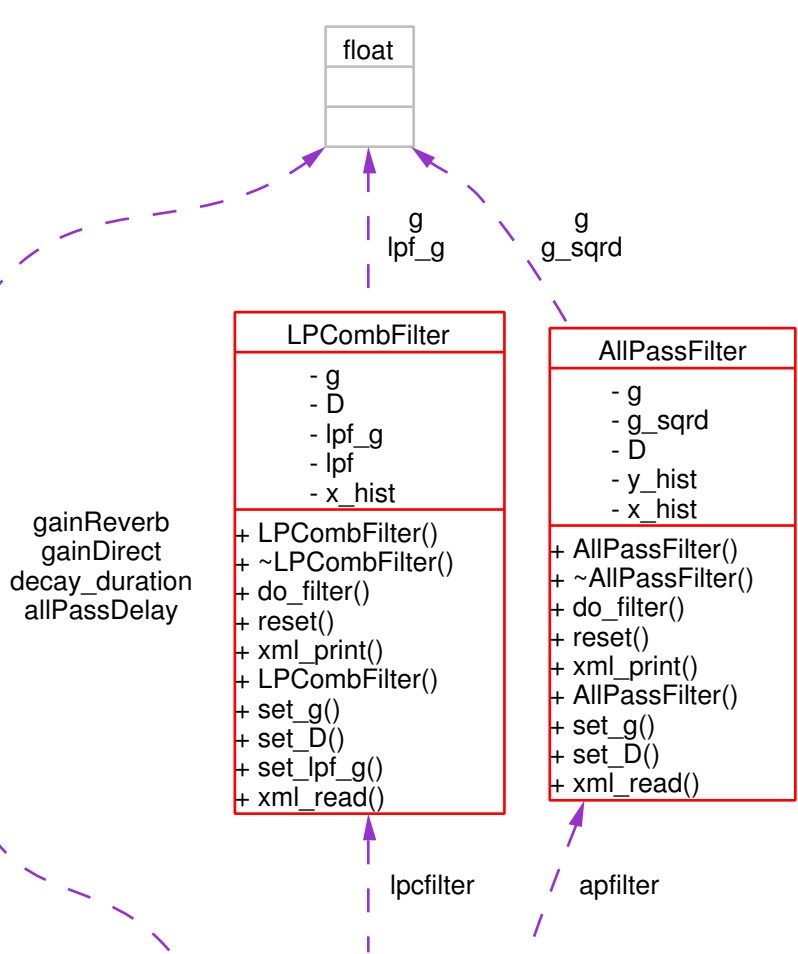 float
g
lpf_g
g
g_sqrd
LPCombFilter
- g
- D
- lpf_g
- lpf
- x_hist
+ LPCombFilter()
+ ~LPCombFilter()
+ do_filter()
+ reset()
+ xml_print()
+ LPCombFilter()
+ set_g()
+ set_D()
+ set_lpf_g()
+ xml_read()
AllPassFilter
- g
- g_sqrd
- D
- y_hist
- x_hist
+ AllPassFilter()
+ ~AllPassFilter()
+ do_filter()
+ reset()
+ xml_print()
+ AllPassFilter()
+ set_g()
+ set_D()
+ xml_read()
gainReverb
gainDirect
decay_duration
allPassDelay
lpcfilter
apfilter